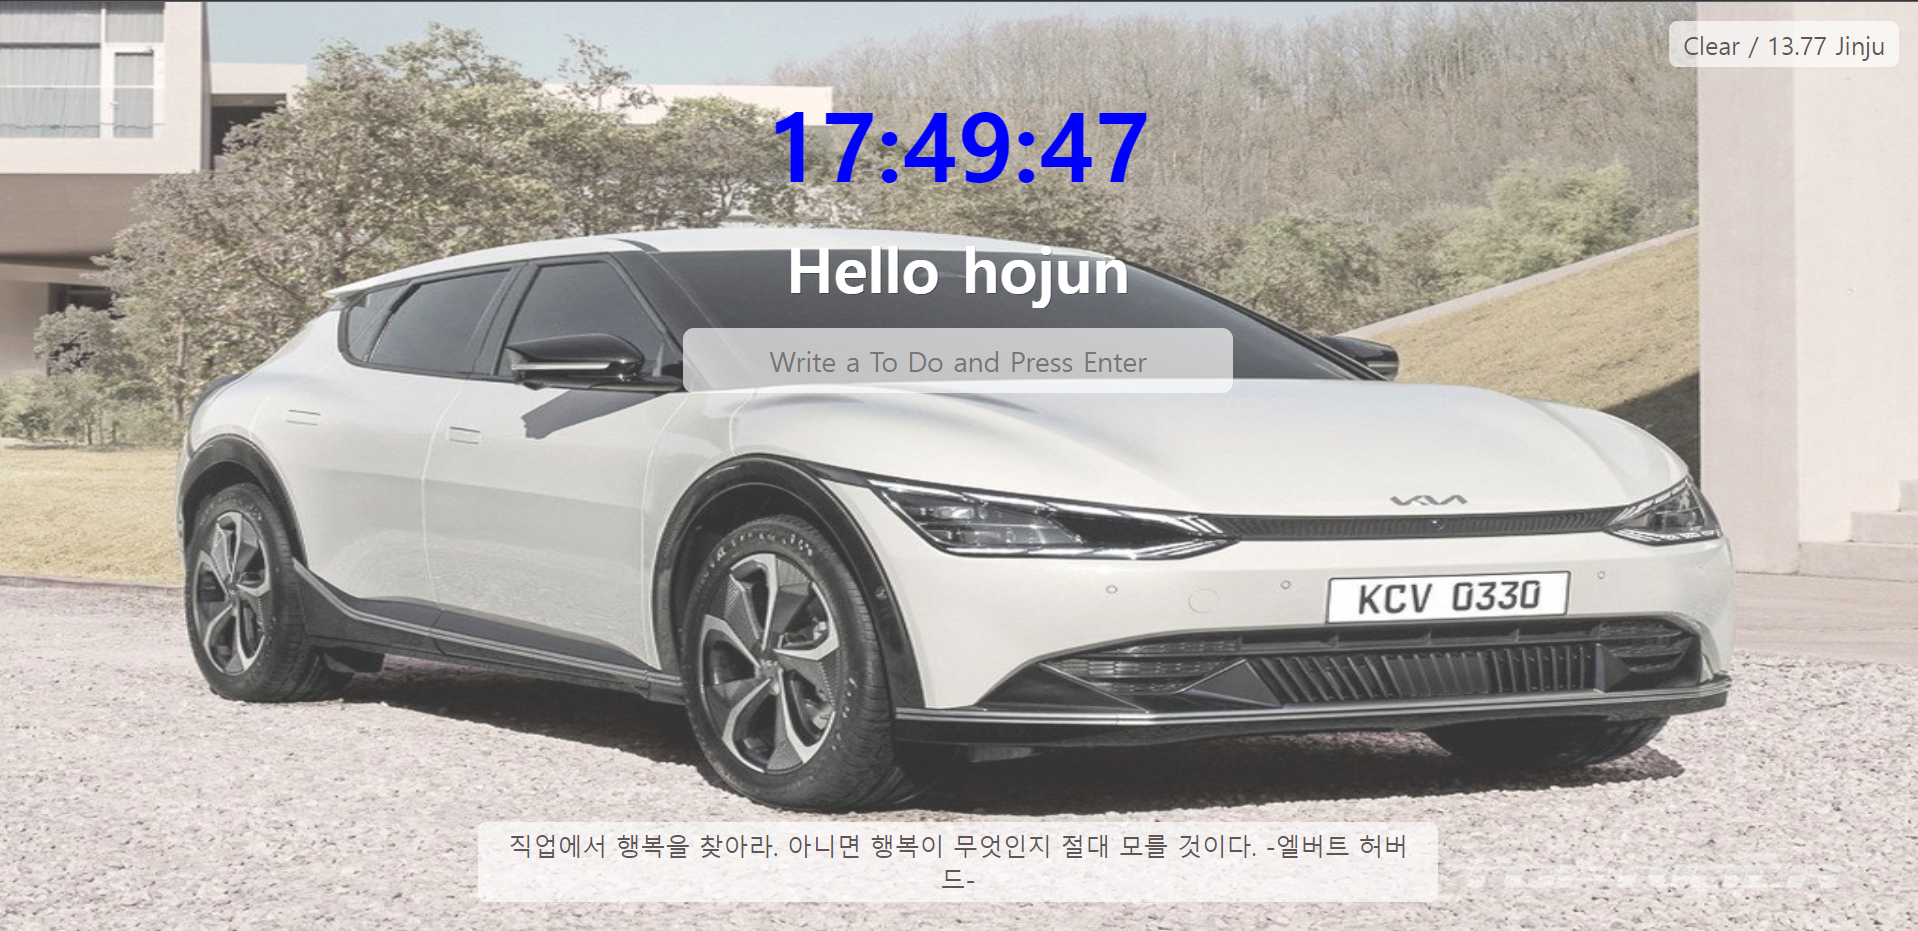 Clear / 13.77 Jinju
17:49:47
Hello hojun
Write a To Do and Press Enter
KIA
KCV 0330
직업에서 행복을 찾아라. 아니면 행복이 무엇인지 절대 모를 것이다. -엘버트 허버
드-